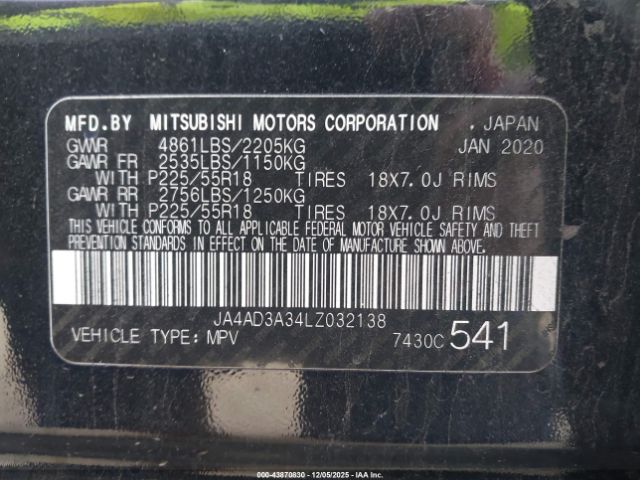 MFD.BY MITSUBISHI MOTORS CORPORATION . JAPAN
GVWR 4861LBS/2205KG JAN 2020
GAWR FR 2535LBS/1150KG
WITH P225/55R18 TIRES 18X7.0J RIMS
GAWR RR 2756LBS/1250KG
WITH P225/55R18 TIRES 18X7.0J RIMS
THIS VEHICLE CONFORMS TO ALL APPLICABLE FEDERAL MOTOR VEHICLE SAFETY AND THEFT
PREVENTION STANDARDS IN EFFECT ON THE DATE OF MANUFACTURE SHOWN ABOVE.
JA4AD3A34LZ032138
VEHICLE TYPE: MPV 7430C 541
000-43870830 - 12/05/2025 - IAA Inc.